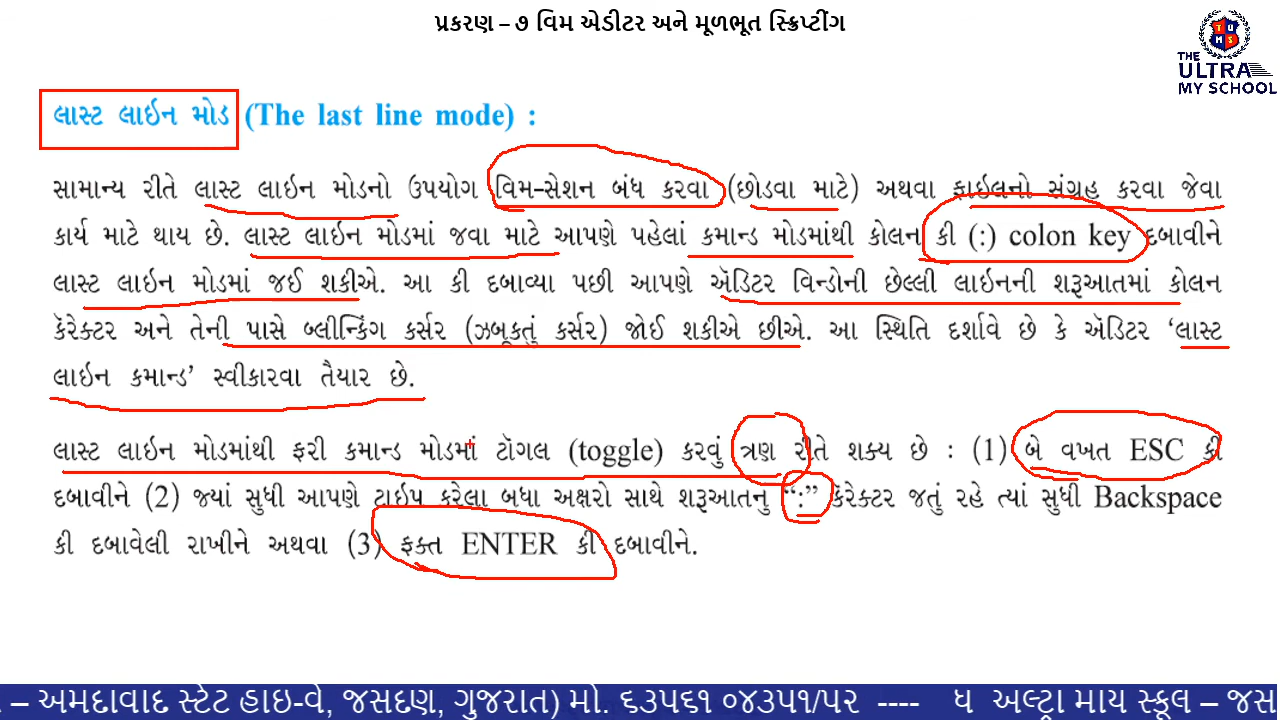 પ્રકરણ – ૭ વિમ એડીટર અને મૂળભૂત સ્ક્રિપ્ટીંગ
THE
ULTRA
MY SCHOOL
TU
MS
લાસ્ટ લાઇન મોડ (The last line mode) :
સામાન્ય રીતે લાસ્ટ લાઇન મોડનો ઉપયોગ વિમ-સેશન બંધ કરવા (છોડવા માટે) અથવા ફાઇલનો સંગ્રહ કરવા જેવા
કાર્ય માટે થાય છે. લાસ્ટ લાઇન મોડમાં જવા માટે આપણે પહેલાં કમાન્ડ મોડમાંથી કોલન કી (:) colon key દબાવીને
લાસ્ટ લાઇન મોડમાં જઈ શકીએ. આ કી દબાવ્યા પછી આપણે ઍડિટર વિન્ડોની છેલ્લી લાઇનની શરૂઆતમાં કોલન
કૅરેક્ટર અને તેની પાસે બ્લીન્કિંગ કર્સર (ઝબૂકતું કર્સર) જોઈ શકીએ છીએ. આ સ્થિતિ દર્શાવે છે કે ઍડિટર ‘લાસ્ટ
લાઇન કમાન્ડ’ સ્વીકારવા તૈયાર છે.
લાસ્ટ લાઇન મોડમાંથી ફરી કમાન્ડ મોડમાં ટૉગલ (toggle) કરવું ત્રણ રીતે શક્ય છે : (1) બે વખત ESC કી
દબાવીને (2) જ્યાં સુધી આપણે ટાઇપ કરેલા બધા અક્ષરો સાથે શરૂઆતનુ “:” કૅરેક્ટર જતું રહે ત્યાં સુધી Backspace
કી દબાવેલી રાખીને અથવા (3) ફક્ત ENTER કી દબાવીને.
– અમદાવાદ સ્ટેટ હાઇ-વે, જસદણ, ગુજરાત) મો. ૬૩૫૬૧ ૦૪૩૫૧/૫૨ ---- ધ અલ્ટ્રા માય સ્કૂલ – જસ